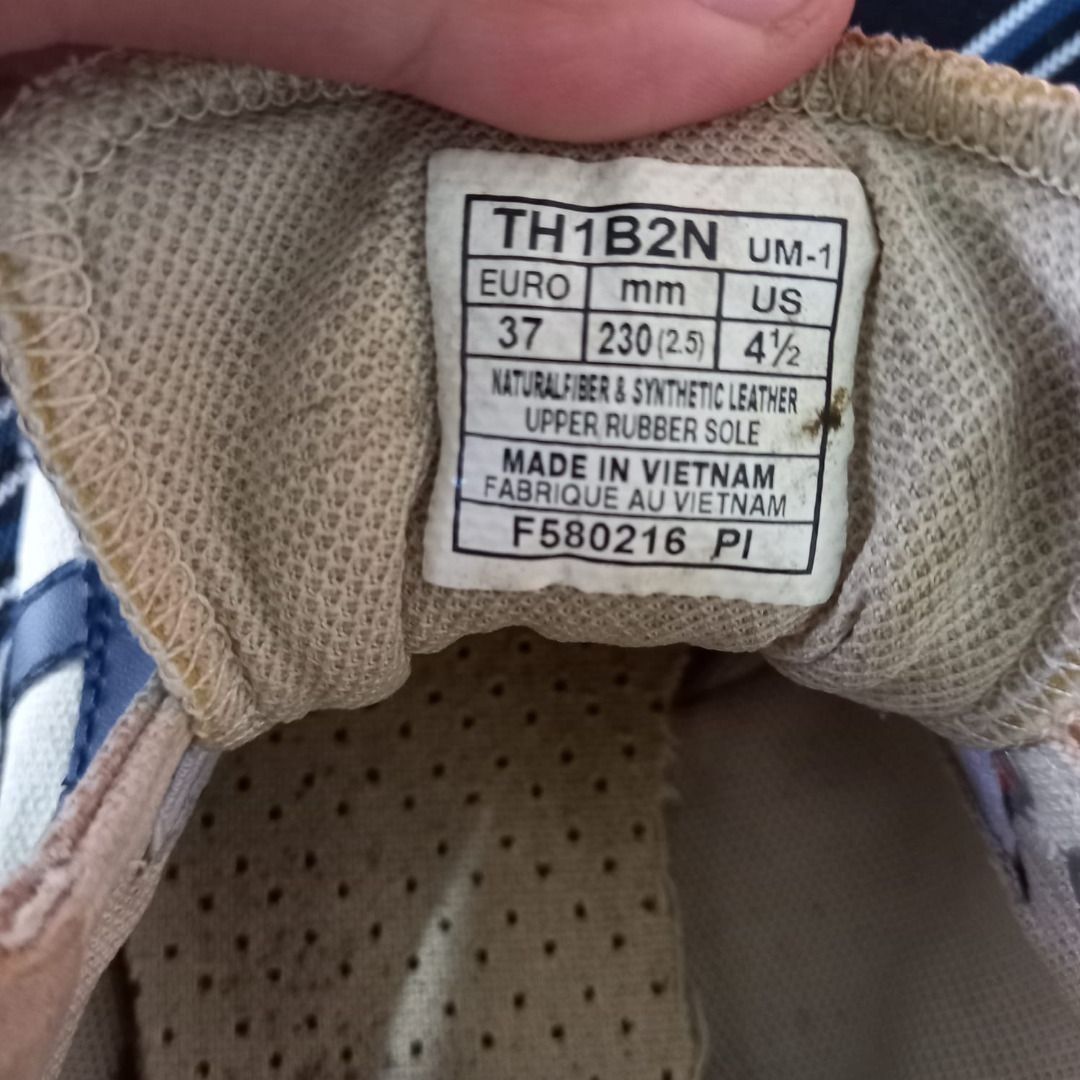 TH1B2N UM-1
EURO mm US
37 230(2.5) 4½
NATURALFIBER & SYNTHETIC LEATHER
UPPER RUBBER SOLE
MADE IN VIETNAM
FABRIQUE AU VIETNAM
F580216 PI